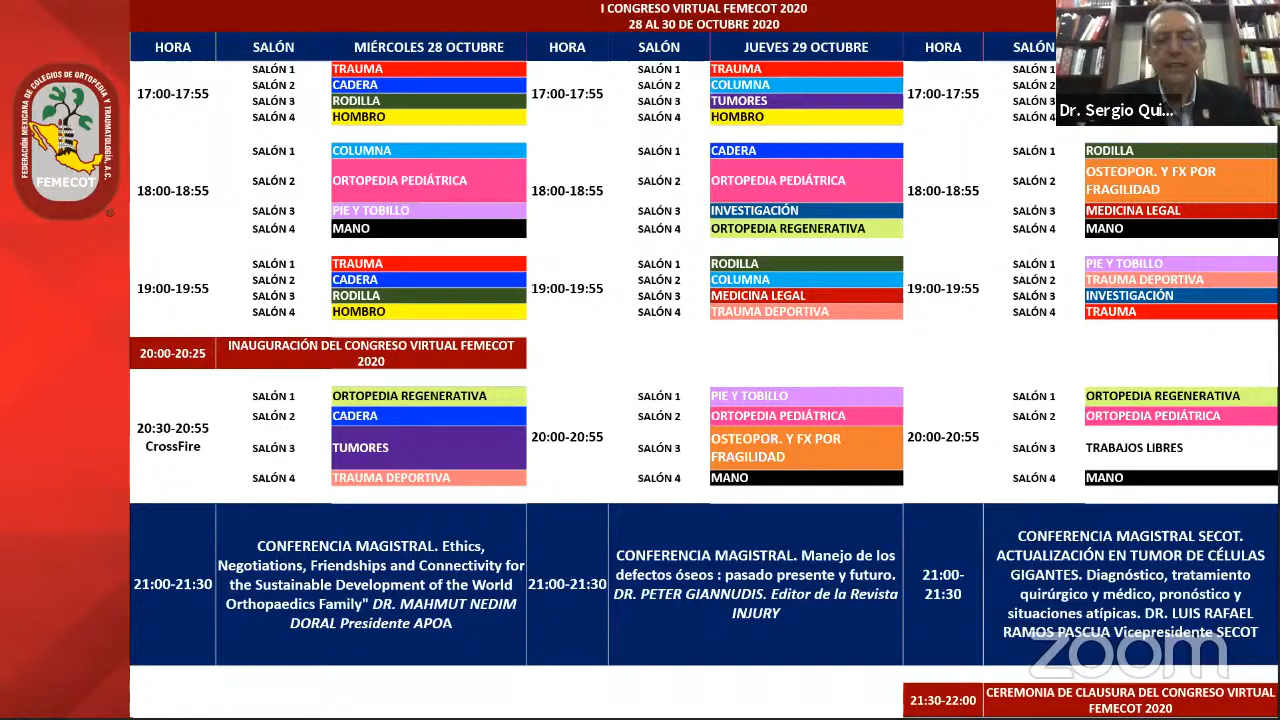 I CONGRESO VIRTUAL FEMECOT 2020
28 AL 30 DE OCTUBRE 2020
HORA SALÓN MIÉRCOLES 28 OCTUBRE HORA SALÓN JUEVES 29 OCTUBRE HORA SALÓN
17:00-17:55
SALÓN 1 TRAUMA
SALÓN 2 CADERA
SALÓN 3 RODILLA
SALÓN 4 HOMBRO
17:00-17:55
SALÓN 1 TRAUMA
SALÓN 2 COLUMNA
SALÓN 3 TUMORES
SALÓN 4 HOMBRO
17:00-17:55
SALÓN 1
SALÓN 2
SALÓN 3
SALÓN 4
Dr. Sergio Qui...
FEDERACIÓN MEXICANA DE COLEGIOS DE ORTOPEDIA Y TRAUMATOLOGÍA, A.C.
FEMECOT
18:00-18:55
SALÓN 1 COLUMNA
SALÓN 2 ORTOPEDIA PEDIÁTRICA
SALÓN 3 PIE Y TOBILLO
SALÓN 4 MANO
18:00-18:55
SALÓN 1 CADERA
SALÓN 2 ORTOPEDIA PEDIÁTRICA
SALÓN 3 INVESTIGACIÓN
SALÓN 4 ORTOPEDIA REGENERATIVA
18:00-18:55
SALÓN 1 RODILLA
SALÓN 2 OSTEOPOR. Y FX POR
FRAGILIDAD
SALÓN 3 MEDICINA LEGAL
SALÓN 4 MANO
19:00-19:55
SALÓN 1 TRAUMA
SALÓN 2 CADERA
SALÓN 3 RODILLA
SALÓN 4 HOMBRO
19:00-19:55
SALÓN 1 RODILLA
SALÓN 2 COLUMNA
SALÓN 3 MEDICINA LEGAL
SALÓN 4 TRAUMA DEPORTIVA
19:00-19:55
SALÓN 1 PIE Y TOBILLO
SALÓN 2 TRAUMA DEPORTIVA
SALÓN 3 INVESTIGACIÓN
SALÓN 4 TRAUMA
20:00-20:25
INAUGURACIÓN DEL CONGRESO VIRTUAL FEMECOT
2020
20:30-20:55
CrossFire
SALÓN 1 ORTOPEDIA REGENERATIVA
SALÓN 2 CADERA
SALÓN 3 TUMORES
SALÓN 4 TRAUMA DEPORTIVA
20:00-20:55
SALÓN 1 PIE Y TOBILLO
SALÓN 2 ORTOPEDIA PEDIÁTRICA
SALÓN 3 OSTEOPOR. Y FX POR
FRAGILIDAD
SALÓN 4 MANO
20:00-20:55
SALÓN 1 ORTOPEDIA REGENERATIVA
SALÓN 2 ORTOPEDIA PEDIÁTRICA
SALÓN 3 TRABAJOS LIBRES
SALÓN 4 MANO
21:00-21:30
CONFERENCIA MAGISTRAL. Ethics,
Negotiations, Friendships and Connectivity for
the Sustainable Development of the World
Orthopaedics Family" DR. MAHMUT NEDIM
DORAL Presidente APOA
21:00-21:30
CONFERENCIA MAGISTRAL. Manejo de los
defectos óseos : pasado presente y futuro.
DR. PETER GIANNUDIS. Editor de la Revista
INJURY
21:00-
21:30
CONFERENCIA MAGISTRAL SECOT.
ACTUALIZACIÓN EN TUMOR DE CÉLULAS
GIGANTES. Diagnóstico, tratamiento
quirúrgico y médico, pronóstico y
situaciones atípicas. DR. LUIS RAFAEL
RAMOS PASCUA Vicepresidente SECOT
zoom
21:30-22:00
CEREMONIA DE CLAUSURA DEL CONGRESO VIRTUAL
FEMECOT 2020